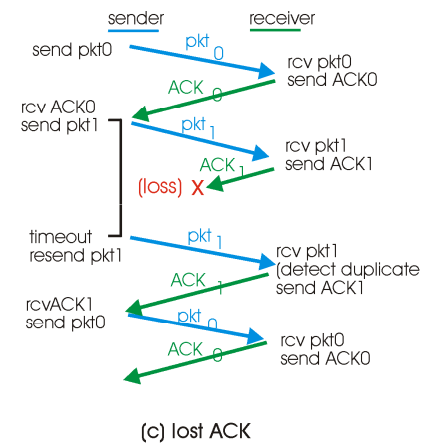 sender receiver
send pkt0
pkt 0
rcv pkt0
send ACK0
ACK 0
rcv ACK0
send pkt1
pkt 1
rcv pkt1
send ACK1
ACK 1
(loss) X
timeout
resend pkt1
pkt 1
rcv pkt1
(detect duplicate
send ACK1
ACK 1
rcvACK1
send pkt0
pkt 0
rcv pkt0
send ACK0
ACK 0
(c) lost ACK